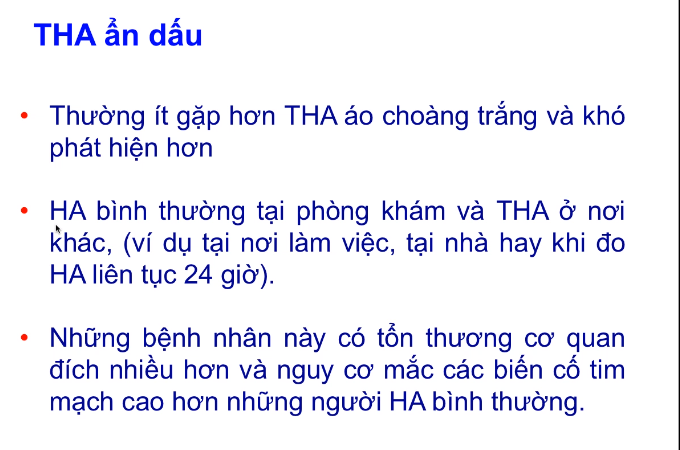 THA ẩn dấu
• Thường ít gặp hơn THA áo choàng trắng và khó
phát hiện hơn
• HA bình thường tại phòng khám và THA ở nơi
khác, (ví dụ tại nơi làm việc, tại nhà hay khi đo
HA liên tục 24 giờ).
• Những bệnh nhân này có tổn thương cơ quan
đích nhiều hơn và nguy cơ mắc các biến cố tim
mạch cao hơn những người HA bình thường.